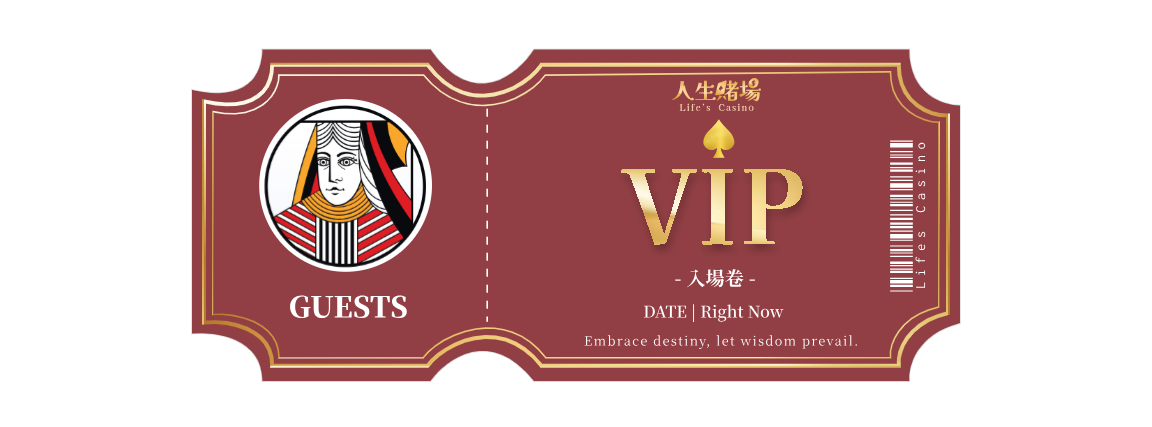 GUESTS
人生賭場
Life's Casino
VIP
- 入場卷 -
DATE | Right Now
Embrace destiny, let wisdom prevail.
Lifes Casino